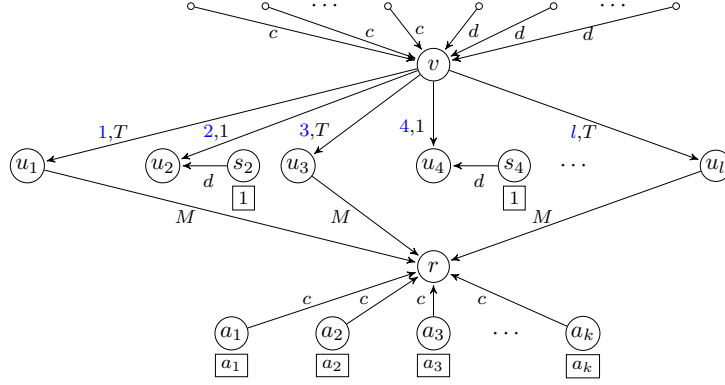 ...
c c c d d d
v
1,T 2,1 3,T 4,1 l,T
u₁ u₂ s₂ u₃ u₄ s₄ ... uₗ
d d
1 1
M M M
r
c c c c
a₁ a₂ a₃ ... aₖ
a₁ a₂ a₃ aₖ